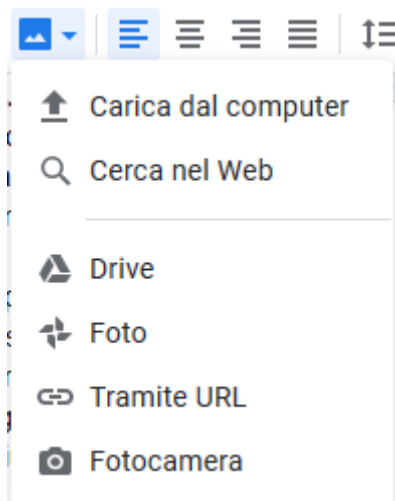 Carica dal computer
Cerca nel Web
Drive
Foto
Tramite URL
Fotocamera